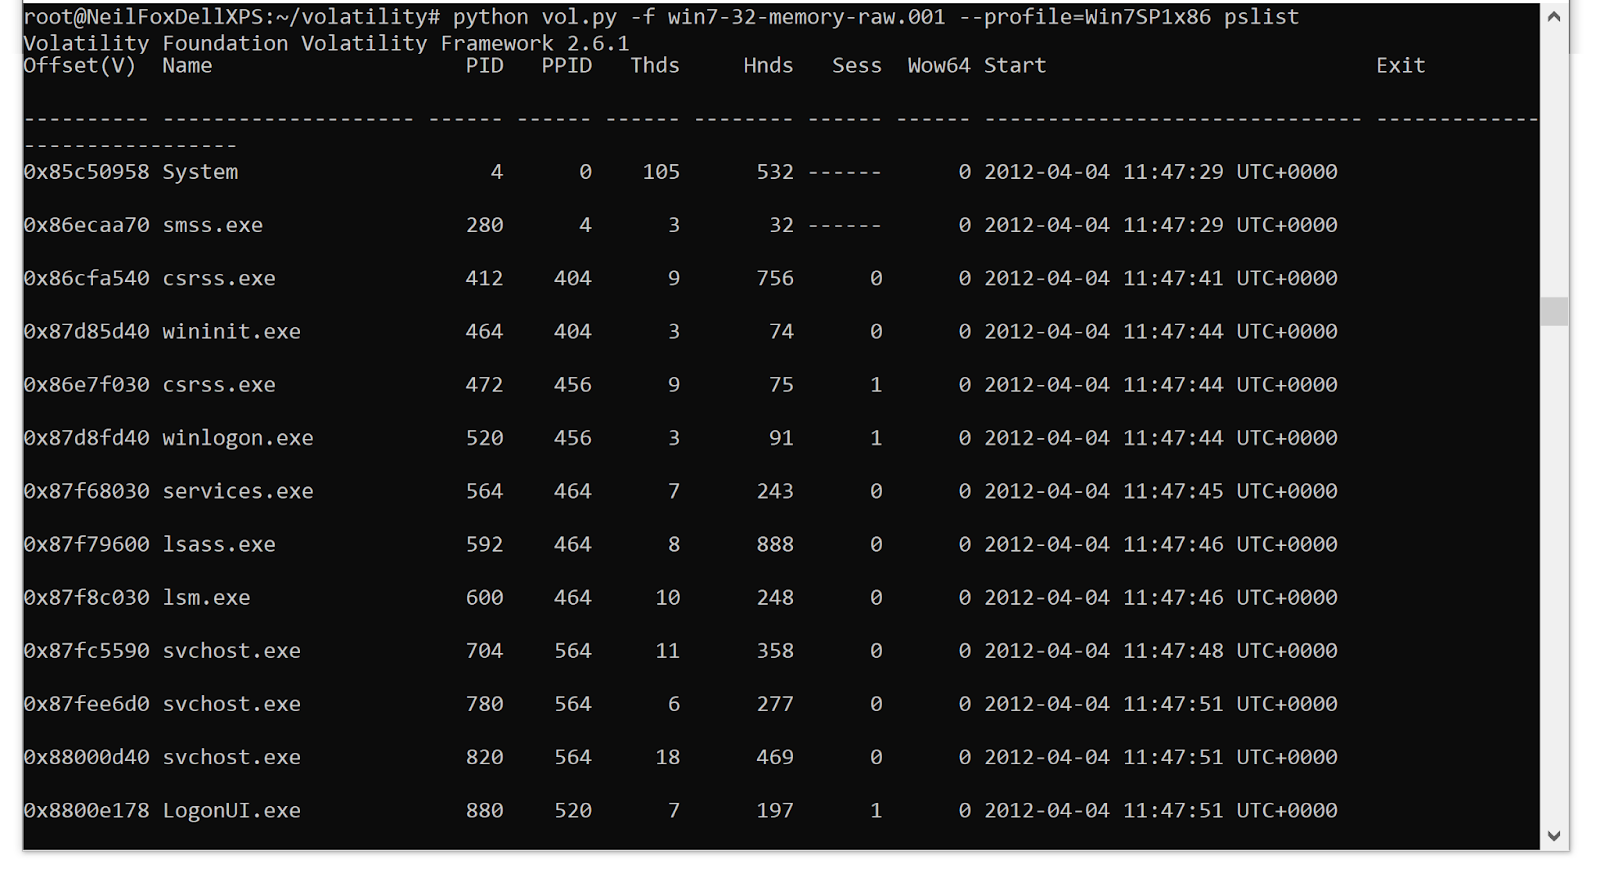 root@NeilFoxDellXPS:~/volatility# python vol.py -f win7-32-memory-raw.001 --profile=Win7SP1x86 pslist
Volatility Foundation Volatility Framework 2.6.1
Offset(V)  Name                    PID   PPID   Thds     Hnds   Sess  Wow64 Start                          Exit
---------- -------------------- ------ ------ ------ -------- ------ ------ ------------------------------ -------------
-----------------
0x85c50958 System                    4      0    105      532 ------      0 2012-04-04 11:47:29 UTC+0000
0x86ecaa70 smss.exe                280      4      3       32 ------      0 2012-04-04 11:47:29 UTC+0000
0x86cfa540 csrss.exe               412    404      9      756      0      0 2012-04-04 11:47:41 UTC+0000
0x87d85d40 wininit.exe             464    404      3       74      0      0 2012-04-04 11:47:44 UTC+0000
0x86e7f030 csrss.exe               472    456      9       75      1      0 2012-04-04 11:47:44 UTC+0000
0x87d8fd40 winlogon.exe            520    456      3       91      1      0 2012-04-04 11:47:44 UTC+0000
0x87f68030 services.exe            564    464      7      243      0      0 2012-04-04 11:47:45 UTC+0000
0x87f79600 lsass.exe               592    464      8      888      0      0 2012-04-04 11:47:46 UTC+0000
0x87f8c030 lsm.exe                 600    464     10      248      0      0 2012-04-04 11:47:46 UTC+0000
0x87fc5590 svchost.exe             704    564     11      358      0      0 2012-04-04 11:47:48 UTC+0000
0x87fee6d0 svchost.exe             780    564      6      277      0      0 2012-04-04 11:47:51 UTC+0000
0x88000d40 svchost.exe             820    564     18      469      0      0 2012-04-04 11:47:51 UTC+0000
0x8800e178 LogonUI.exe             880    520      7      197      1      0 2012-04-04 11:47:51 UTC+0000